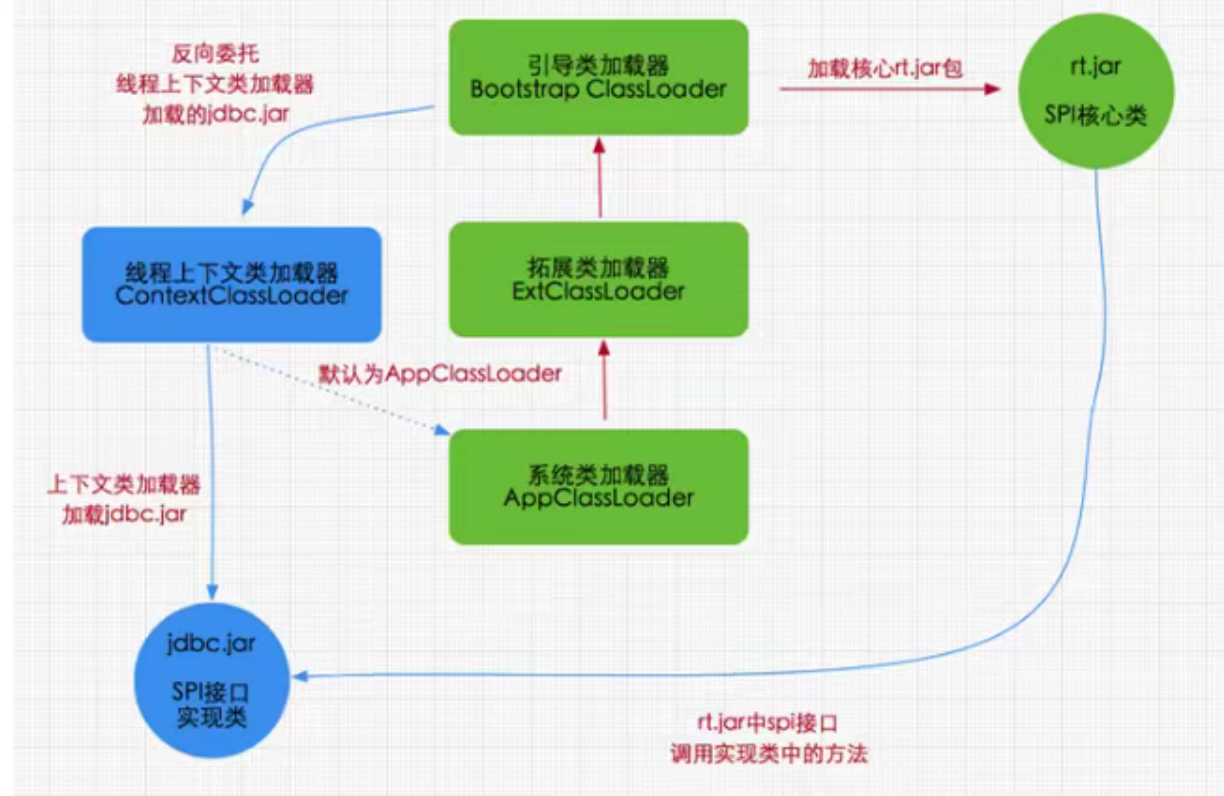 反向委托
线程上下文类加载器
加载的jdbc.jar
引导类加载器
Bootstrap ClassLoader
加载核心rt.jar包
rt.jar
SPI核心类
线程上下文类加载器
ContextClassLoader
拓展类加载器
ExtClassLoader
默认为AppClassLoader
系统类加载器
AppClassLoader
上下文类加载器
加载jdbc.jar
jdbc.jar
SPI接口
实现类
rt.jar中spi接口
调用实现类中的方法